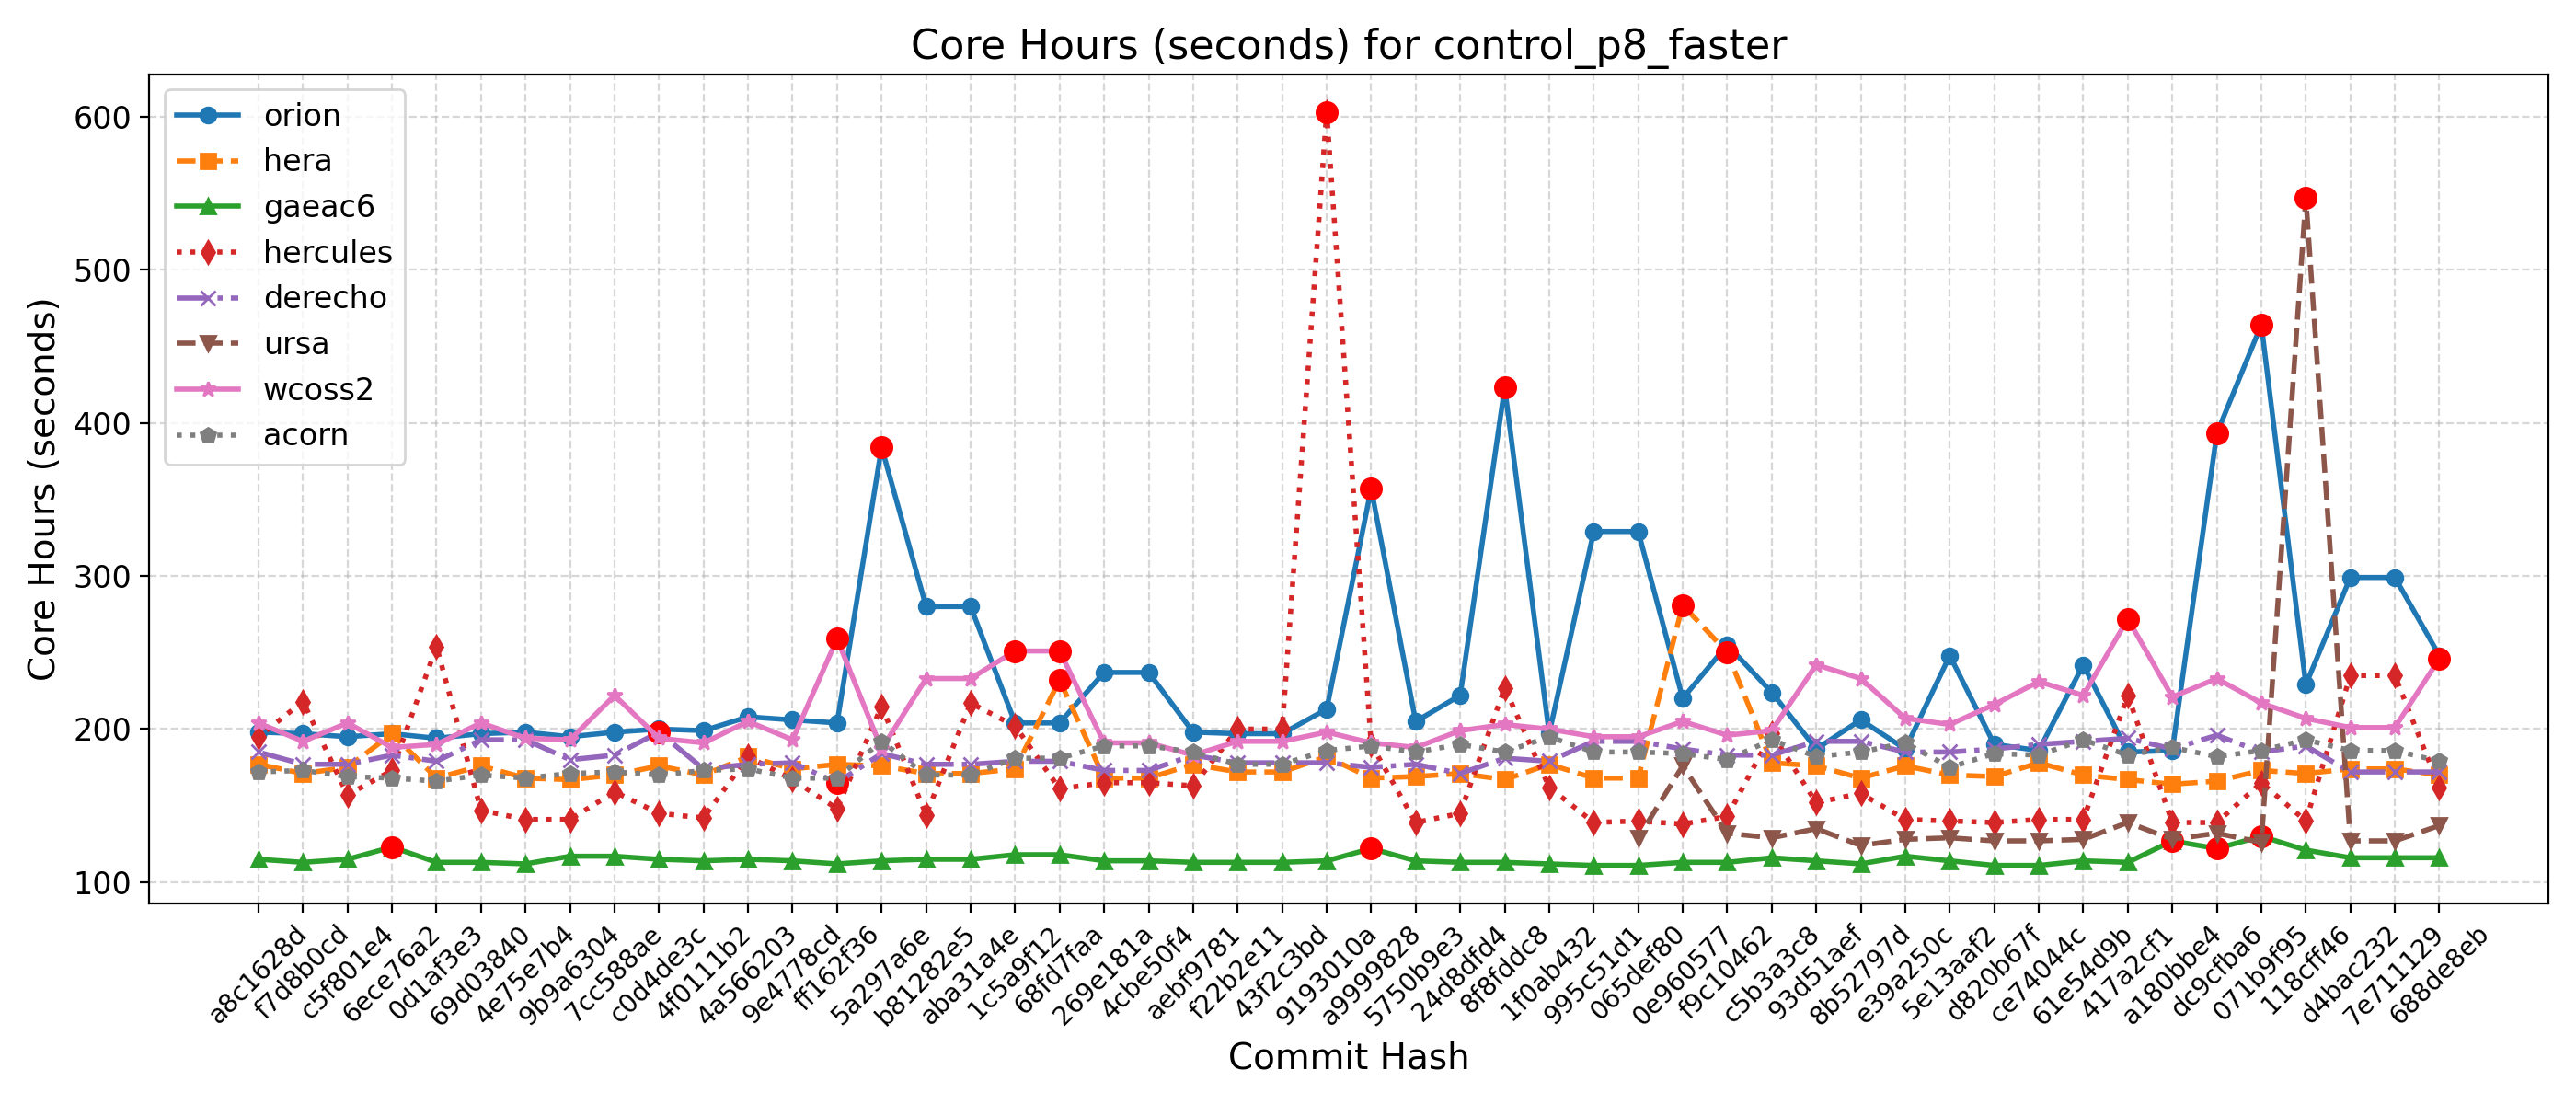 Core Hours (seconds) for control_p8_faster
Core Hours (seconds)
600
500
400
300
200
100
orion
hera
gaeac6
hercules
derecho
ursa
wcoss2
acorn
a8c1628d
f7d8b0cd
c5f801e4
6ece76a2
0d1af3e3
69d03840
4e75e7b4
9b9a6304
7cc588ae
c0d4de3c
4f0111b2
4a566203
9e4778cd
ff162f36
5a297a6e
b81282e5
aba31a4e
1c5a9f12
68fd7faa
269e181a
4cbe50f4
aebf9781
f22b2e11
43f2c3bd
9193010a
a9999828
5750b9e3
24d8dfd4
8f8fddc8
1f0ab432
995c51d1
065def80
0e960577
f9c10462
c5b3a3c8
93d51aef
8b52797d
e39a250c
5e13aaf2
d820b67f
ce74044c
61e54d9b
417a2cf1
a180bbe4
dc9cfba6
071b9f95
118cff46
d4bac232
7e711129
688de8eb
Commit Hash